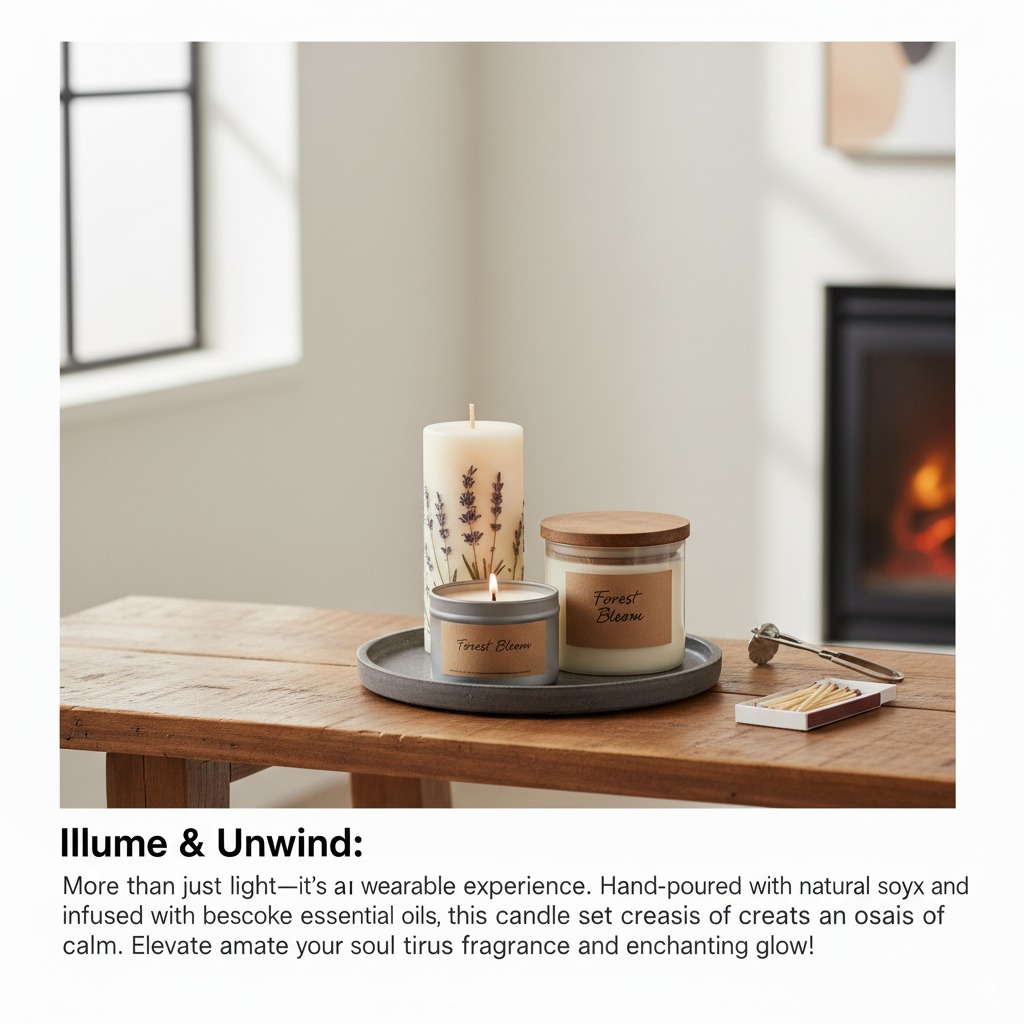 Forest
Bloom
Forest Bloom
Illume & Unwind:
More than just light—it's aı wearable experience. Hand-poured with natural soyx and
infused with bescoke essential oils, this candle set creasis of creats an osais of
calm. Elevate amate your soul tirus fragrance and enchanting glow!